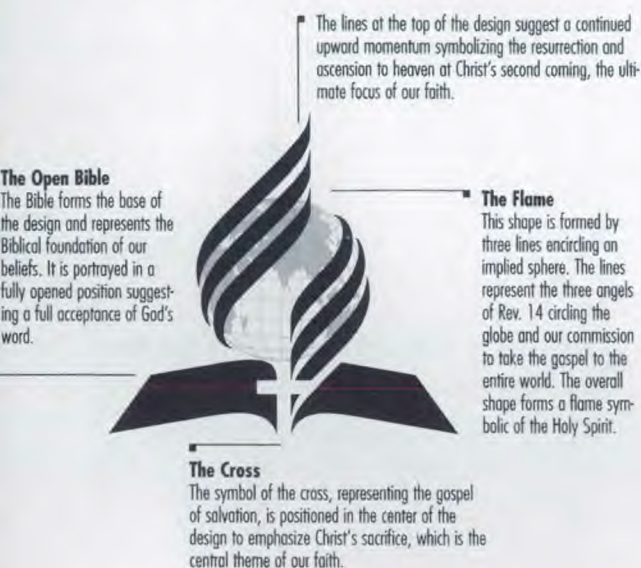 The lines at the top of the design suggest a continued
upward momentum symbolizing the resurrection and
ascension to heaven at Christ's second coming, the ulti-
mate focus of our faith.
The Open Bible
The Bible forms the base of
the design and represents the
Biblical foundation of our
beliefs. It is portrayed in a
fully opened position suggest-
ing a full acceptance of God's
word.
The Flame
This shape is formed by
three lines encircling an
implied sphere. The lines
represent the three angels
of Rev. 14 circling the
globe and our commission
to take the gospel to the
entire world. The overall
shape forms a flame sym-
bolic of the Holy Spirit.
The Cross
The symbol of the cross, representing the gospel
of salvation, is positioned in the center of the
design to emphasize Christ's sacrifice, which is the
central theme of our faith.